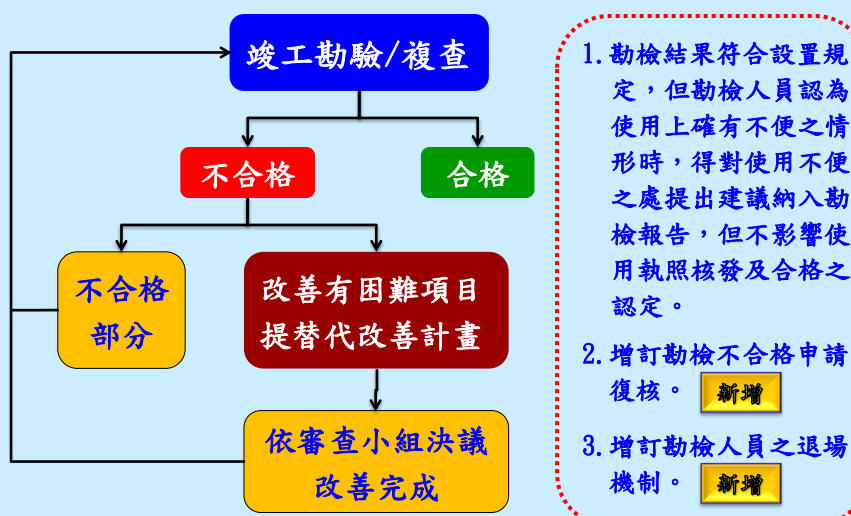 竣工勘驗/複查
不合格
合格
不合格
部分
改善有困難項目
提替代改善計畫
依審查小組決議
改善完成
1. 勘檢結果符合設置規
定，但勘檢人員認為
使用上確有不便之情
形時，得對使用不便
之處提出建議納入勘
檢報告，但不影響使
用執照核發及合格之
認定。
2. 增訂勘檢不合格申請
復核。 新增
3. 增訂勘檢人員之退場
機制。 新增